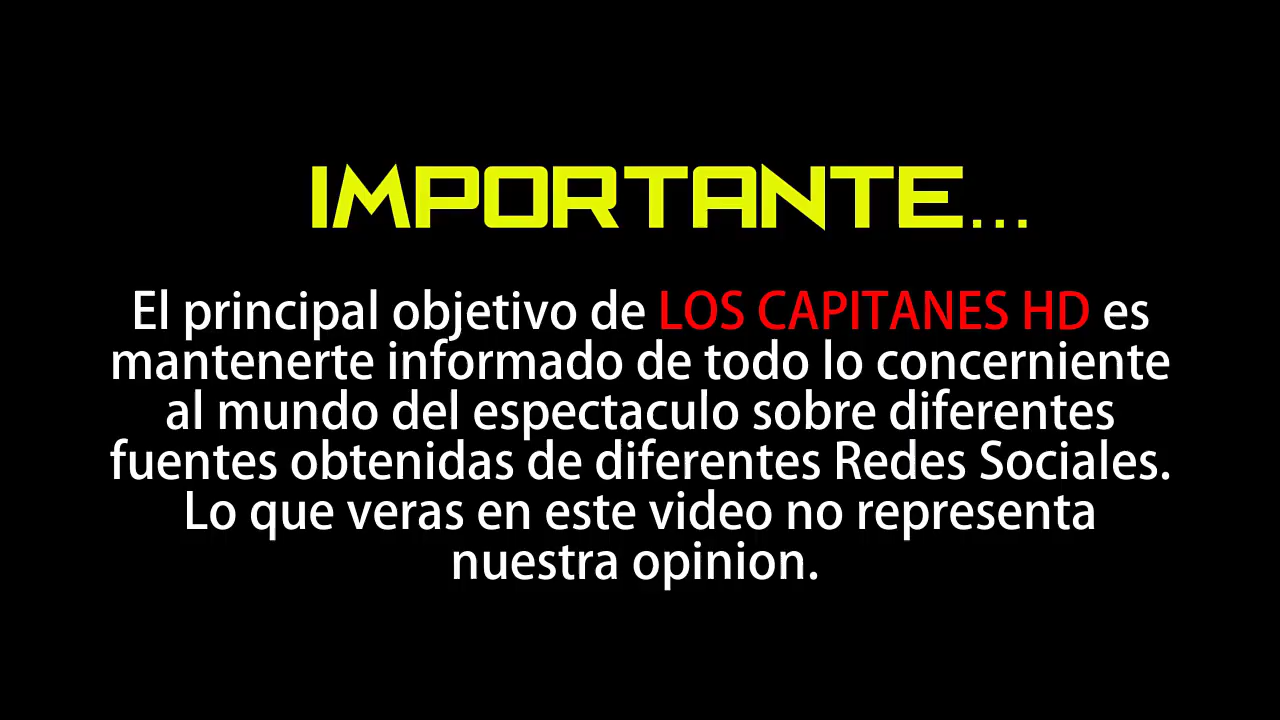 IMPORTANTE...
El principal objetivo de LOS CAPITANES HD es
mantenerte informado de todo lo concerniente
al mundo del espectaculo sobre diferentes
fuentes obtenidas de diferentes Redes Sociales.
Lo que veras en este video no representa
nuestra opinion.